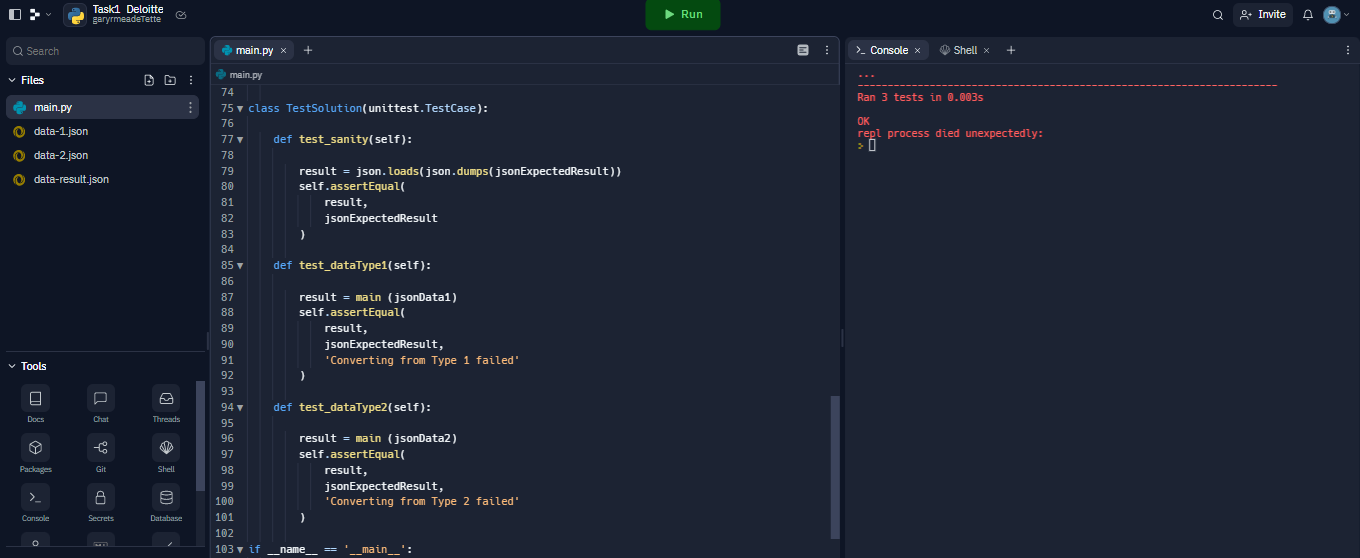 Task1 Deloitte
garyrmeadeTette
Run
Invite
Search
Files
main.py
data-1.json
data-2.json
data-result.json
Tools
Docs
Chat
Threads
Packages
Git
Shell
Console
Secrets
Database
main.py
main.py
74
75 class TestSolution(unittest.TestCase):
76
77 def test_sanity(self):
78
79 result = json.loads(json.dumps(jsonExpectedResult))
80 self.assertEqual(
81 result,
82 jsonExpectedResult
83 )
84
85 def test_dataType1(self):
86
87 result = main (jsonData1)
88 self.assertEqual(
89 result,
90 jsonExpectedResult,
91 'Converting from Type 1 failed'
92 )
93
94 def test_dataType2(self):
95
96 result = main (jsonData2)
97 self.assertEqual(
98 result,
99 jsonExpectedResult,
100 'Converting from Type 2 failed'
101 )
102
103 if __name__ == '__main__':
Console
Shell
...
----------------------------------------------------------------------
Ran 3 tests in 0.003s
OK
repl process died unexpectedly:
>